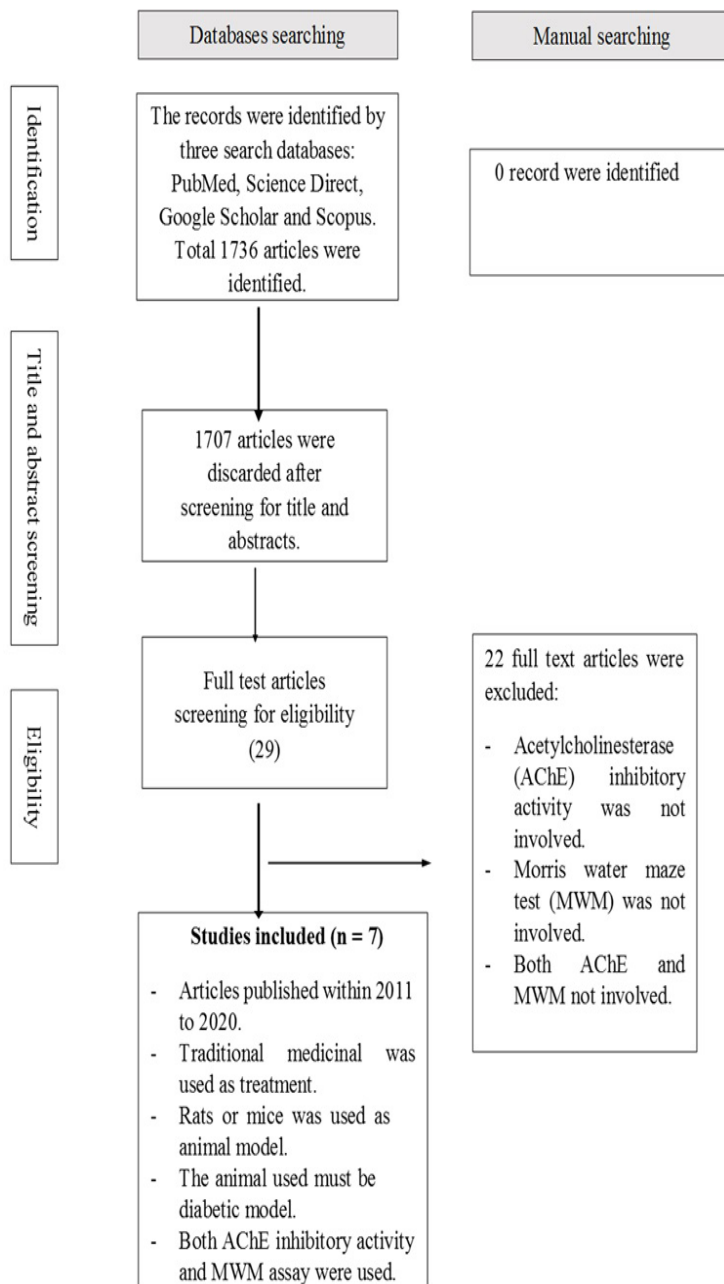 Databases searching
Manual searching
Identification
The records were identified by
three search databases:
PubMed, Science Direct,
Google Scholar and Scopus.
Total 1736 articles were
identified.
0 record were identified
Title and abstract screening
1707 articles were
discarded after
screening for title and
abstracts.
Eligibility
Full test articles
screening for eligibility
(29)
22 full text articles were
excluded:
- Acetylcholinesterase
(AChE) inhibitory
activity was not
involved.
- Morris water maze
test (MWM) was not
involved.
- Both AChE and
MWM not involved.
Studies included (n = 7)
- Articles published within 2011
to 2020.
- Traditional medicinal was
used as treatment.
- Rats or mice was used as
animal model.
- The animal used must be
diabetic model.
- Both AChE inhibitory activity
and MWM assay were used.